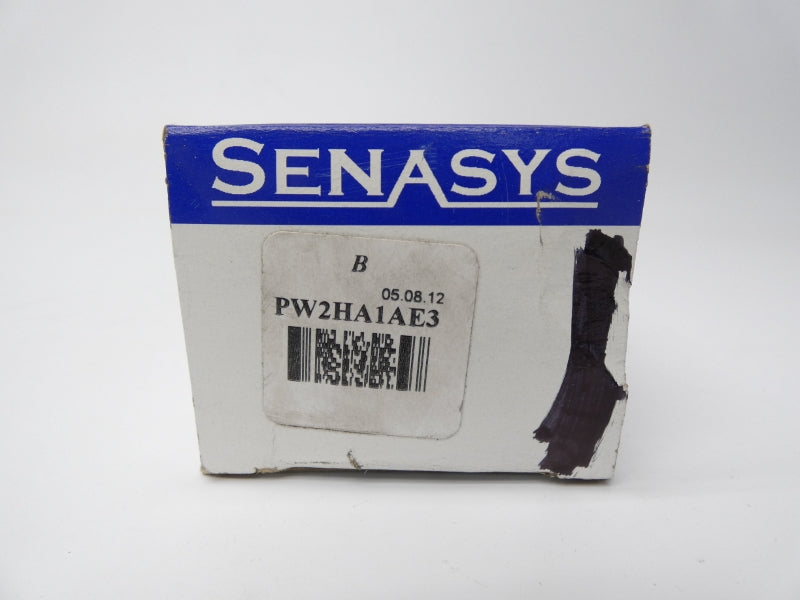 SENASYS
B
05.08.12
PW2HA1AE3